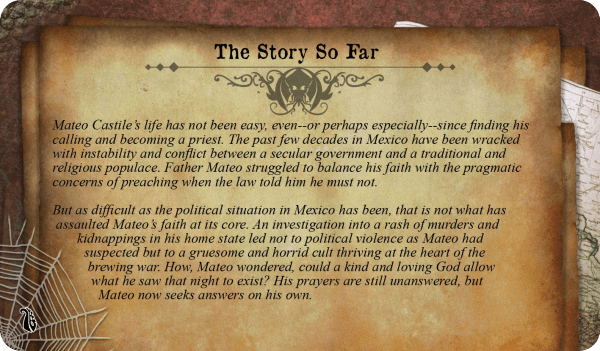 The Story So Far
Mateo Castile's life has not been easy, even--or perhaps especially--since finding his
calling and becoming a priest. The past few decades in Mexico have been wracked
with instability and conflict between a secular government and a traditional and
religious populace. Father Mateo struggled to balance his faith with the pragmatic
concerns of preaching when the law told him he must not.
But as difficult as the political situation in Mexico has been, that is not what has
assaulted Mateo's faith at its core. An investigation into a rash of murders and
kidnappings in his home state led not to political violence as Mateo had
suspected but to a gruesome and horrid cult thriving at the heart of the
brewing war. How, Mateo wondered, could a kind and loving God allow
what he saw that night to exist? His prayers are still unanswered, but
Mateo now seeks answers on his own.